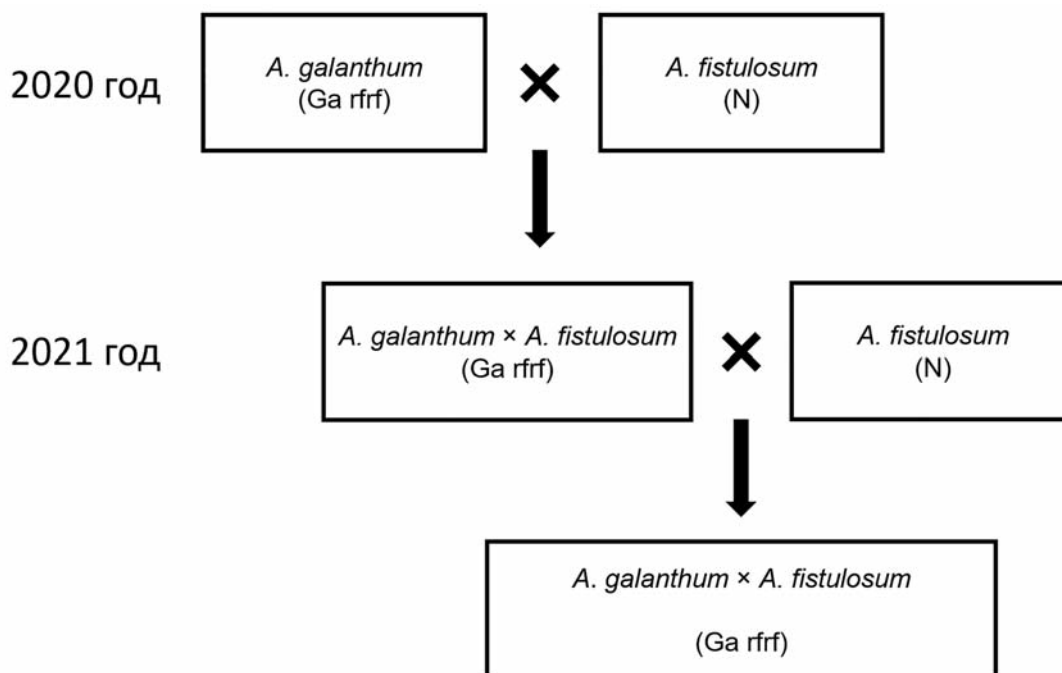 2020 год
A. galanthum
(Ga rfrf)
×
A. fistulosum
(N)
2021 год
A. galanthum × A. fistulosum
(Ga rfrf)
×
A. fistulosum
(N)
A. galanthum × A. fistulosum
(Ga rfrf)